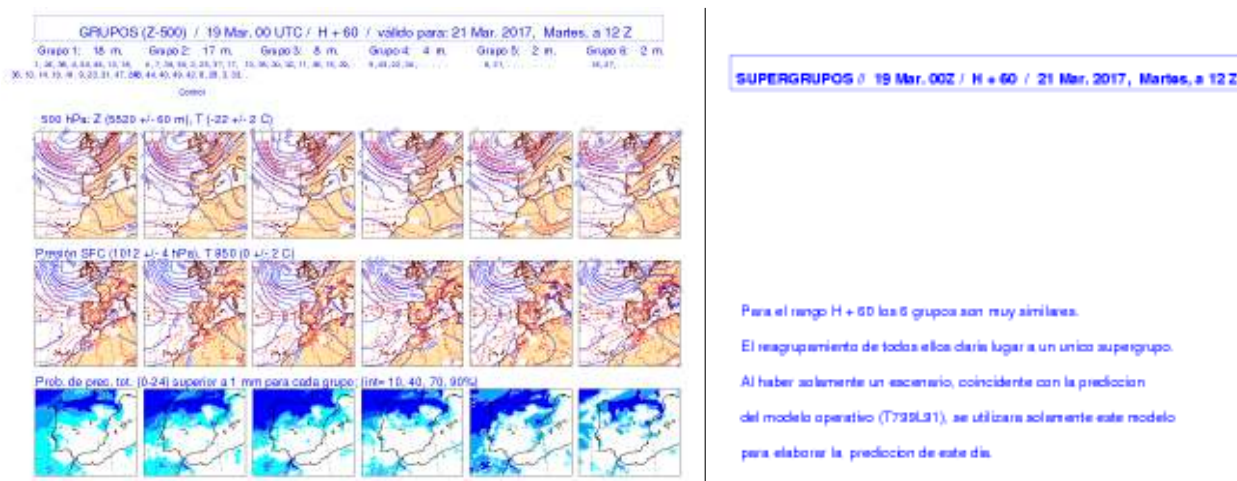 GRUPOS (Z-500) / 19 Mar. 00 UTC / H + 60 / válido para: 21 Mar. 2017, Martes, a 12 Z
Grupo 1: 18 m. Grupo 2: 17 m. Grupo 3: 8 m. Grupo 4: 4 m. Grupo 5: 2 m. Grupo 6: 2 m.
Control
500 hPa: Z (5520 +/- 60 m), T (-22 +/- 2 C)
Presión SFC (1012 +/- 4 hPa), T 850 (0 +/- 2 C)
Prob. de prec. tot. (0-24) superior a 1 mm para cada grupo; (int= 10, 40, 70, 90%)
SUPERGRUPOS // 19 Mar. 00Z / H + 60 / 21 Mar. 2017, Martes, a 12 Z
Para el rango H + 60 los 6 grupos son muy similares.
El reagrupamiento de todos ellos daria lugar a un unico supergrupo.
Al haber solamente un escenario, coincidente con la prediccion
del modelo operativo (T799L91), se utilizara solamente este modelo
para elaborar la prediccion de este dia.